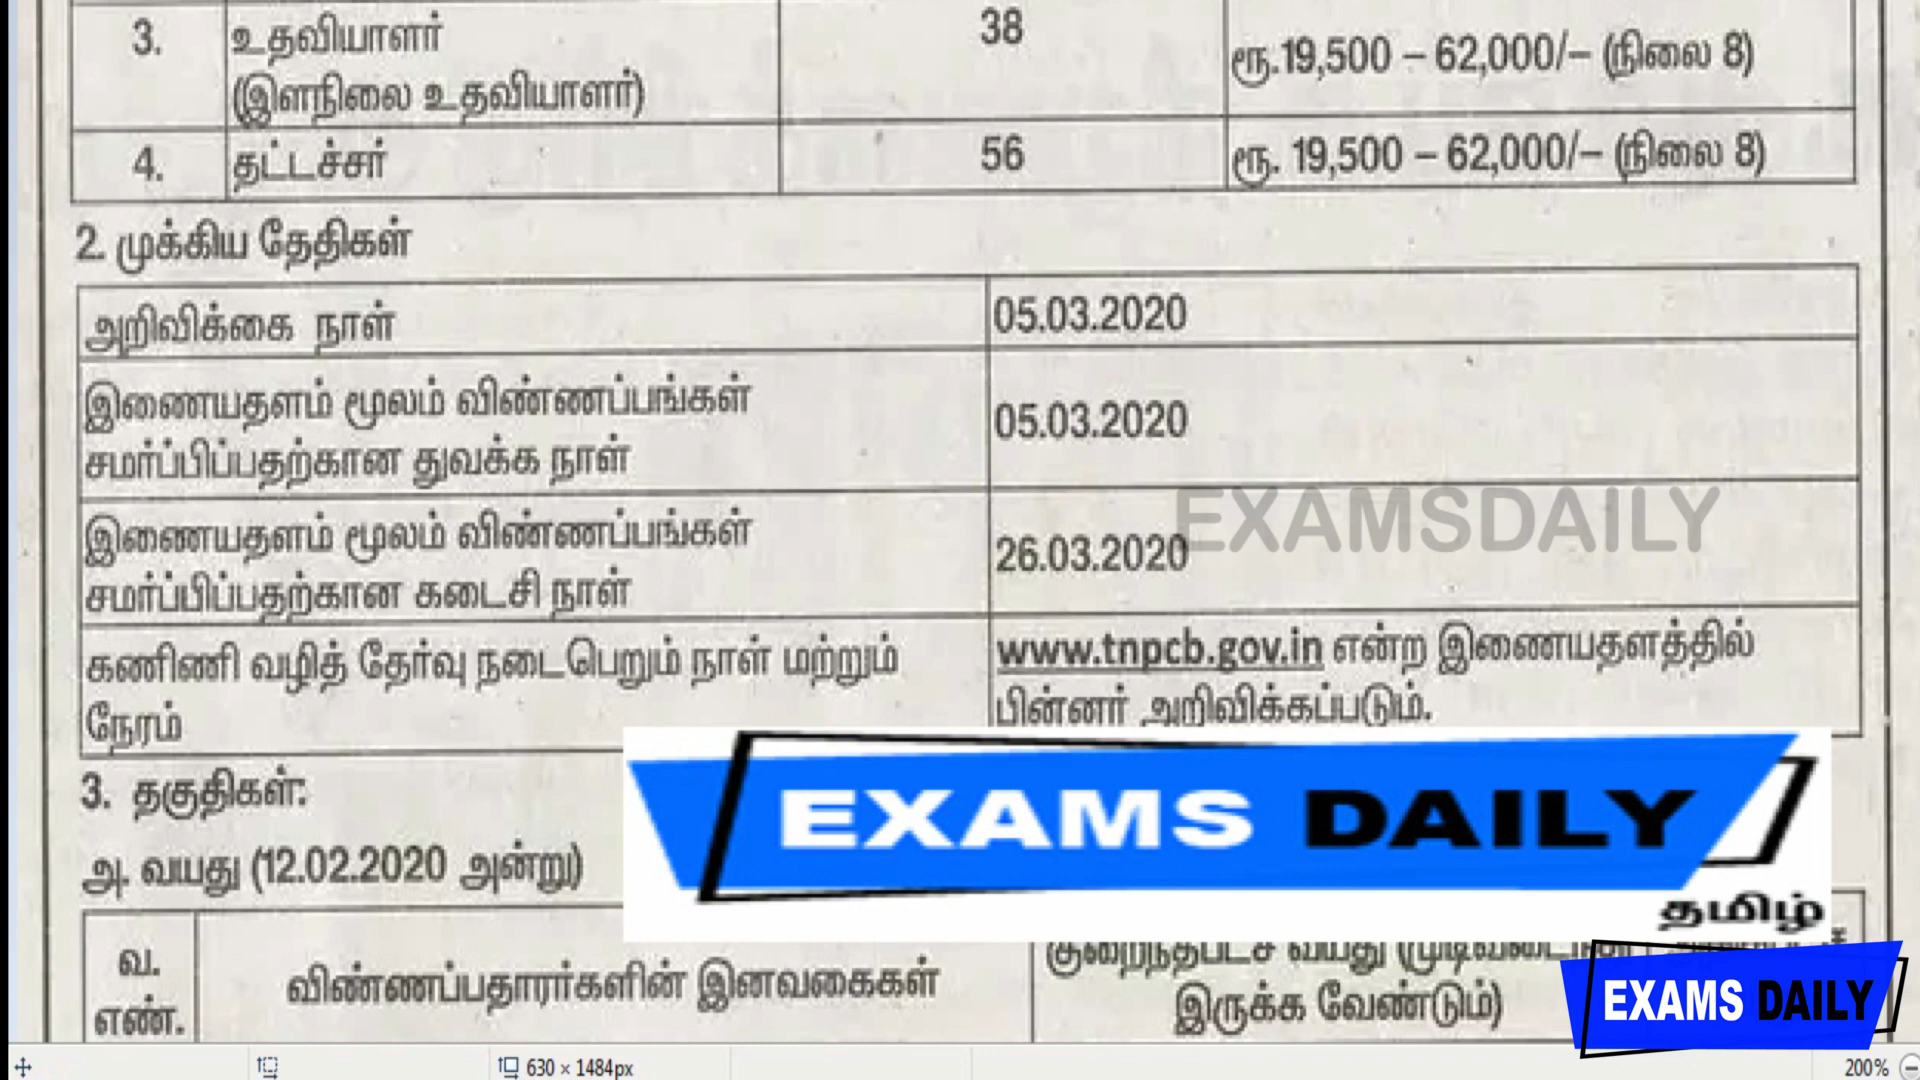 3. உதவியாளர் 38 ரூ.19,500 – 62,000/– (நிலை 8)
(இளநிலை உதவியாளர்)
4. தட்டச்சர் 56 ரூ. 19,500 – 62,000/– (நிலை 8)
2. முக்கிய தேதிகள்
அறிவிக்கை நாள் 05.03.2020
இணையதளம் மூலம் விண்ணப்பங்கள்
சமர்ப்பிப்பதற்கான துவக்க நாள்
05.03.2020
இணையதளம் மூலம் விண்ணப்பங்கள்
சமர்ப்பிப்பதற்கான கடைசி நாள்
26.03.2020
EXAMSDAILY
கணிணி வழித் தேர்வு நடைபெறும் நாள் மற்றும்
நேரம்
www.tnpcb.gov.in என்ற இணையதளத்தில்
பின்னர் அறிவிக்கப்படும்.
3. தகுதிகள்:
அ. வயது (12.02.2020 அன்று)
EXAMS DAILY
தமிழ்
வ.
எண்.
விண்ணப்பதாரர்களின் இனவகைகள்
குறைந்தபட்ச வயது
இருக்க வேண்டும்)
EXAMS DAILY
630 × 1484px
200%